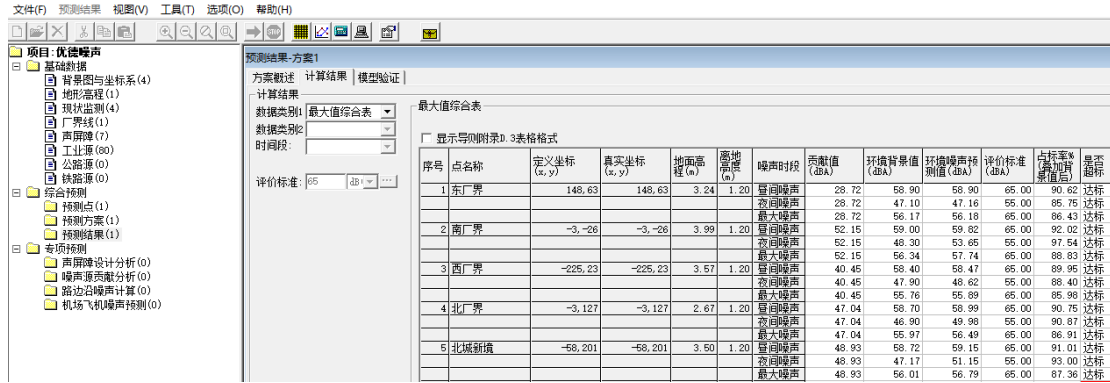 文件(F) 预测结果 视图(V) 工具(T) 选项(O) 帮助(H)
项目:优德噪声
基础数据
背景图与坐标系(4)
地形高程(1)
现状监测(4)
厂界线(1)
声屏障(7)
工业源(80)
公路源(0)
铁路源(0)
综合预测
预测点(1)
预测方案(1)
预测结果(1)
专项预测
声屏障设计分析(0)
噪声源贡献分析(0)
路边沿噪声计算(0)
机场飞机噪声预测(0)
预测结果-方案1
方案概述 计算结果 模型验证
计算结果
数据类别1 最大值综合表
数据类别2
时间段:
评价标准: 65 dB
最大值综合表
显示导则附录D.3表格格式
序号 点名称 定义坐标(x,y) 真实坐标(x,y) 地面高程(m) 离地高度(m) 噪声时段 贡献值(dBA) 环境背景值(dBA) 环境噪声预测值(dBA) 评价标准(dBA) 占标率%(叠加背景值后) 是否超标
1 东厂界 148,63 148,63 3.24 1.20 昼间噪声 28.72 58.90 58.90 65.00 90.62 达标
夜间噪声 28.72 47.10 47.16 55.00 85.75 达标
最大噪声 28.72 56.17 56.18 65.00 86.43 达标
2 南厂界 -3,-26 -3,-26 3.99 1.20 昼间噪声 52.15 59.00 59.82 65.00 92.02 达标
夜间噪声 52.15 48.30 53.65 55.00 97.54 达标
最大噪声 52.15 56.34 57.74 65.00 88.83 达标
3 西厂界 -225,23 -225,23 3.57 1.20 昼间噪声 40.45 58.40 58.47 65.00 89.95 达标
夜间噪声 40.45 47.90 48.62 55.00 88.40 达标
最大噪声 40.45 55.76 55.89 65.00 85.98 达标
4 北厂界 -3,127 -3,127 2.67 1.20 昼间噪声 47.04 58.70 58.99 65.00 90.75 达标
夜间噪声 47.04 46.90 49.98 55.00 90.87 达标
最大噪声 47.04 55.97 56.49 65.00 86.91 达标
5 北城新境 -58,201 -58,201 3.50 1.20 昼间噪声 48.93 58.72 59.15 65.00 91.01 达标
夜间噪声 48.93 47.17 51.15 55.00 93.00 达标
最大噪声 48.93 56.01 56.79 65.00 87.36 达标